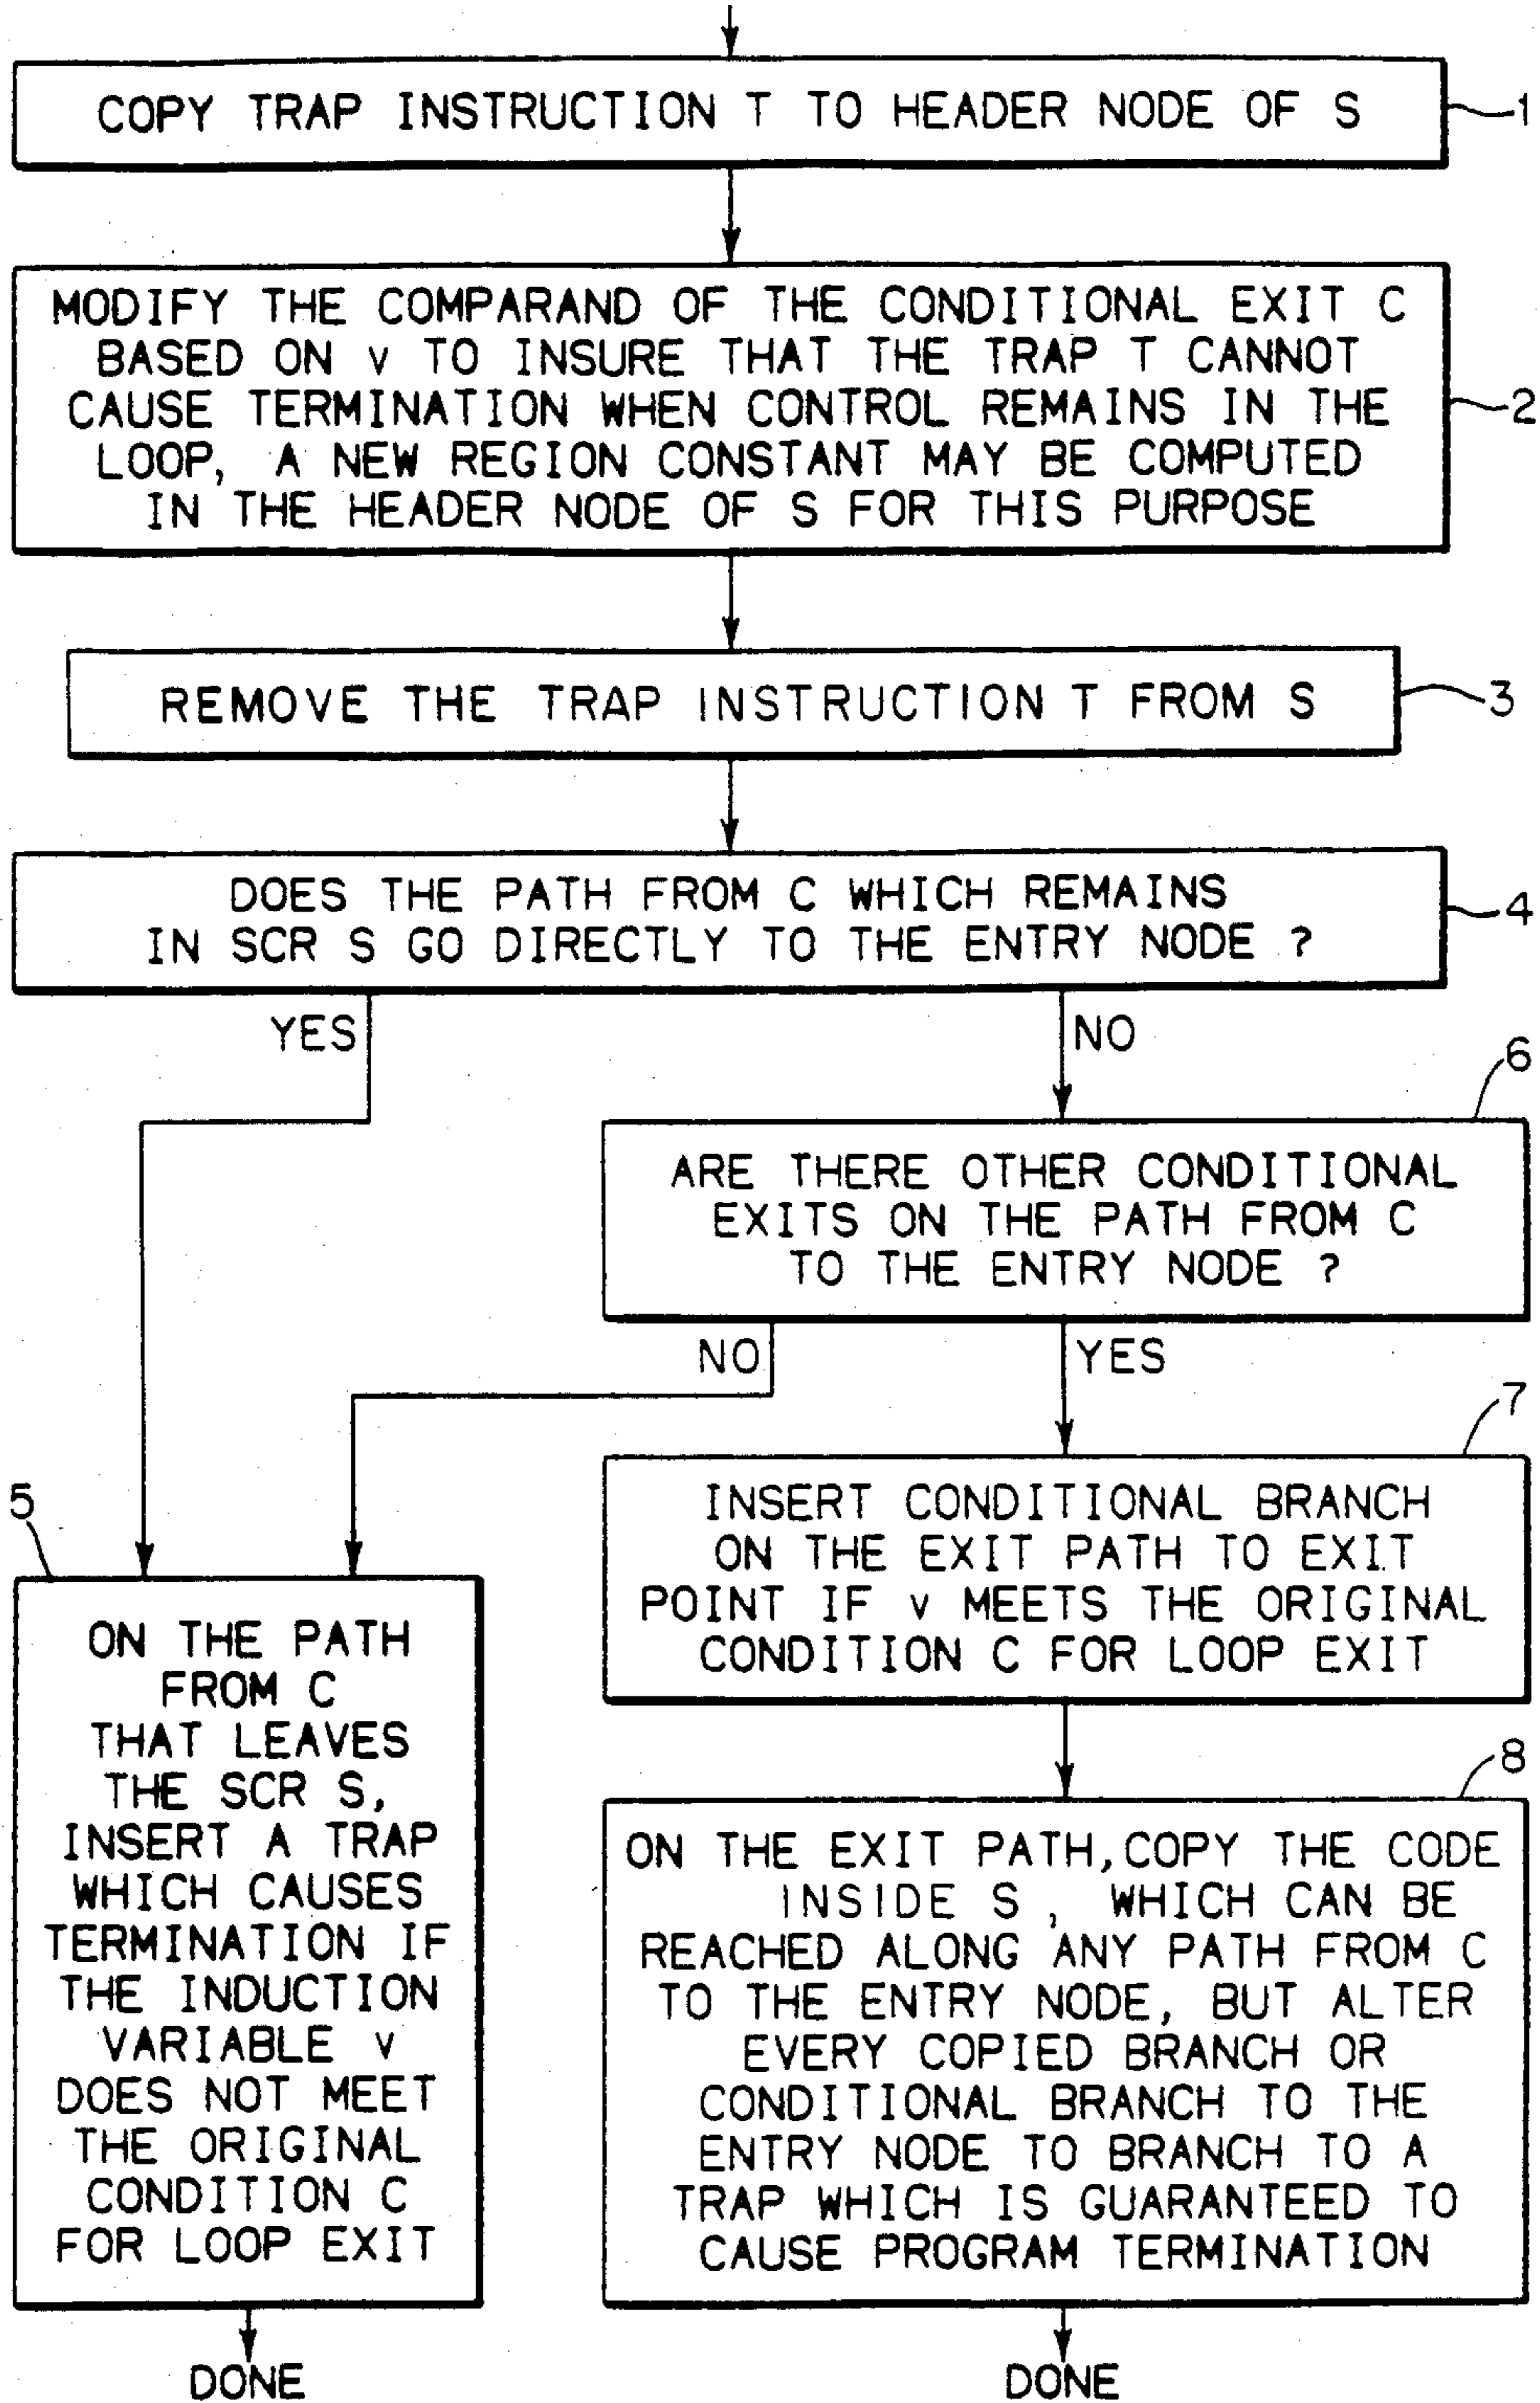 COPY TRAP INSTRUCTION T TO HEADER NODE OF S
1
MODIFY THE COMPARAND OF THE CONDITIONAL EXIT C
BASED ON v TO INSURE THAT THE TRAP T CANNOT
CAUSE TERMINATION WHEN CONTROL REMAINS IN THE
LOOP, A NEW REGION CONSTANT MAY BE COMPUTED
IN THE HEADER NODE OF S FOR THIS PURPOSE
2
REMOVE THE TRAP INSTRUCTION T FROM S
3
DOES THE PATH FROM C WHICH REMAINS
IN SCR S GO DIRECTLY TO THE ENTRY NODE ?
4
YES
NO
6
ARE THERE OTHER CONDITIONAL
EXITS ON THE PATH FROM C
TO THE ENTRY NODE ?
NO
YES
7
INSERT CONDITIONAL BRANCH
ON THE EXIT PATH TO EXIT
POINT IF v MEETS THE ORIGINAL
CONDITION C FOR LOOP EXIT
5
ON THE PATH
FROM C
THAT LEAVES
THE SCR S,
INSERT A TRAP
WHICH CAUSES
TERMINATION IF
THE INDUCTION
VARIABLE v
DOES NOT MEET
THE ORIGINAL
CONDITION C
FOR LOOP EXIT
8
ON THE EXIT PATH, COPY THE CODE
INSIDE S , WHICH CAN BE
REACHED ALONG ANY PATH FROM C
TO THE ENTRY NODE, BUT ALTER
EVERY COPIED BRANCH OR
CONDITIONAL BRANCH TO THE
ENTRY NODE TO BRANCH TO A
TRAP WHICH IS GUARANTEED TO
CAUSE PROGRAM TERMINATION
DONE
DONE